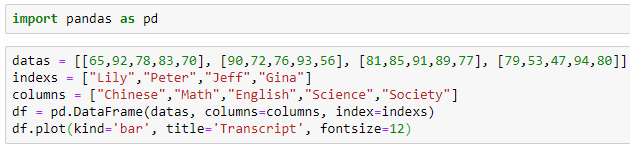 import pandas as pd
datas = [[65,92,78,83,70], [90,72,76,93,56], [81,85,91,89,77], [79,53,47,94,80]]
indexs = ["Lily","Peter","Jeff","Gina"]
columns = ["Chinese","Math","English","Science","Society"]
df = pd.DataFrame(datas, columns=columns, index=indexs)
df.plot(kind='bar', title='Transcript', fontsize=12)